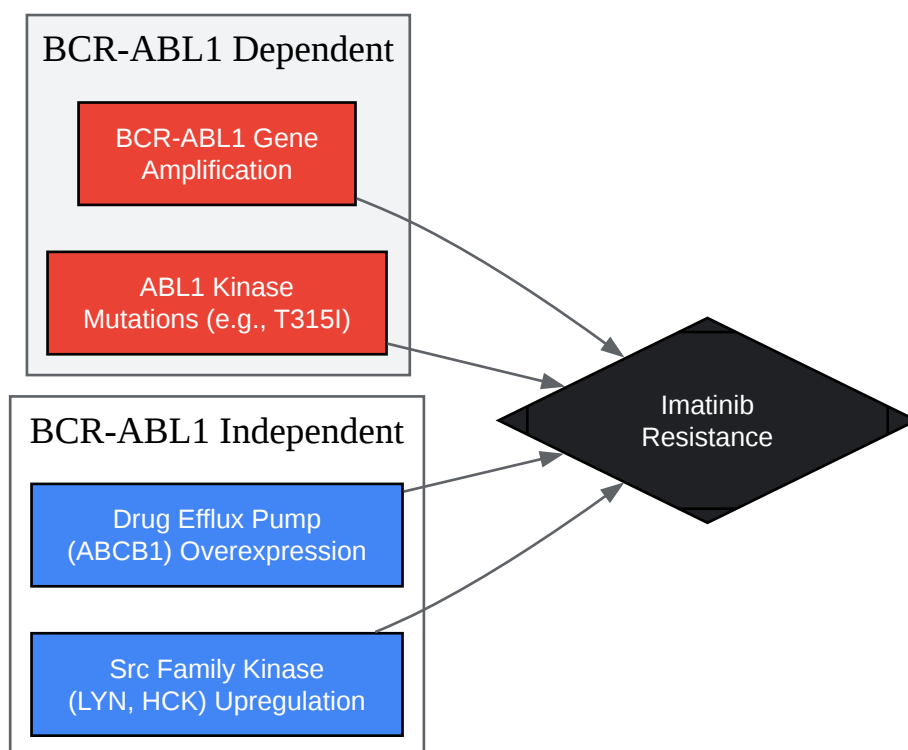 BCR-ABL1 Dependent
BCR-ABL1 Gene
Amplification
ABL1 Kinase
Mutations (e.g., T315I)
BCR-ABL1 Independent
Drug Efflux Pump
(ABCB1) Overexpression
Src Family Kinase
(LYN, HCK) Upregulation
Imatinib
Resistance